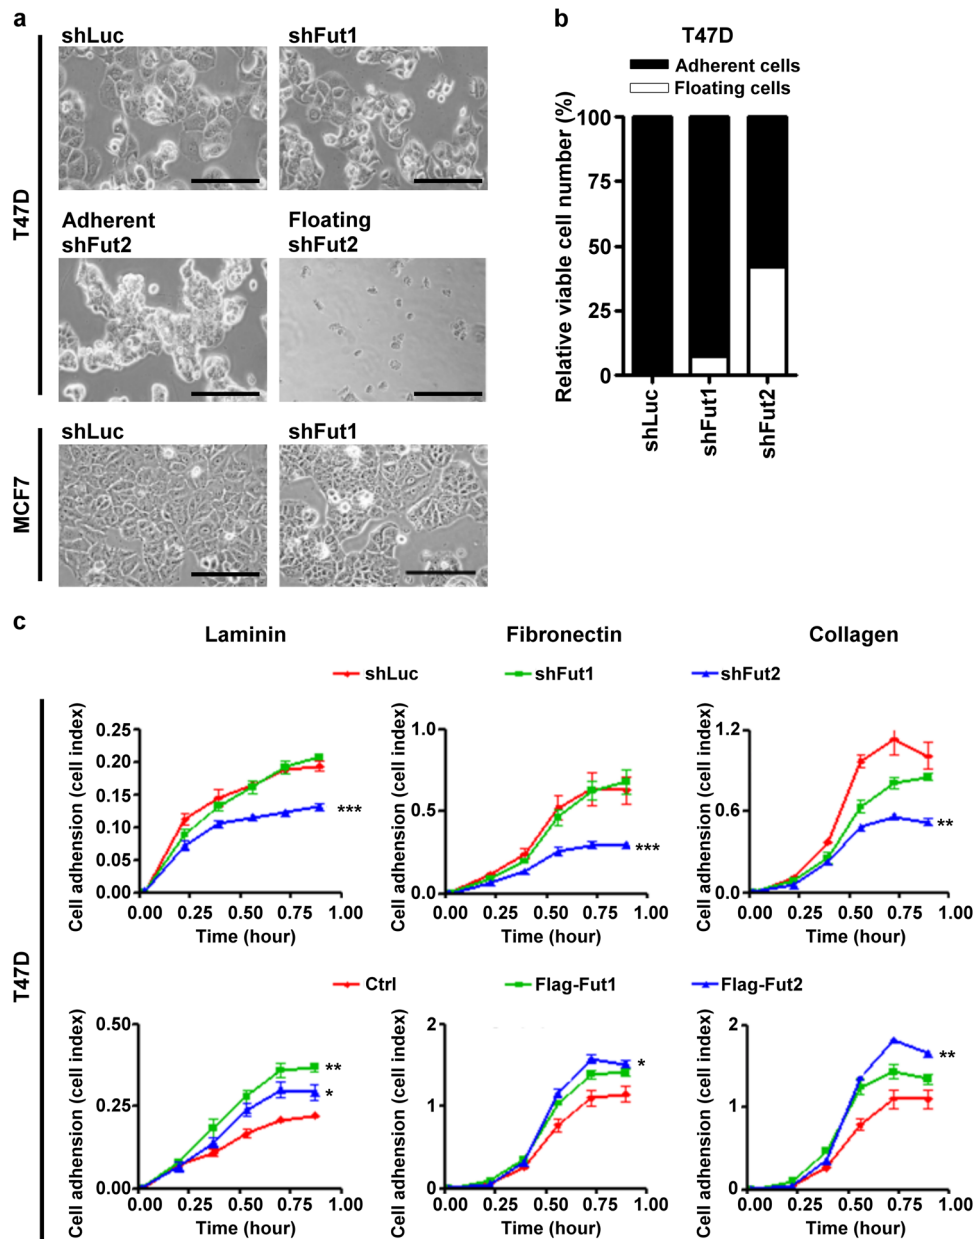 a
shLuc
shFut1
T47D
Adherent
shFut2
Floating
shFut2
MCF7
shLuc
shFut1
b
T47D
Adherent cells
Floating cells
Relative viable cell number (%)
100
75
50
25
0
shLuc
shFut1
shFut2
c
Laminin
Fibronectin
Collagen
shLuc
shFut1
shFut2
T47D
Cell adhesion (cell index)
0.25
0.20
0.15
0.10
0.05
0.00
***
0.00 0.25 0.50 0.75 1.00
Time (hour)
Cell adhesion (cell index)
1.0
0.5
0.0
***
0.00 0.25 0.50 0.75 1.00
Time (hour)
Cell adhesion (cell index)
1.2
0.6
0.0
**
0.00 0.25 0.50 0.75 1.00
Time (hour)
Ctrl
Flag-Fut1
Flag-Fut2
Cell adhesion (cell index)
0.50
0.25
0.00
**
*
0.00 0.25 0.50 0.75 1.00
Time (hour)
Cell adhesion (cell index)
2
1
0
*
0.00 0.25 0.50 0.75 1.00
Time (hour)
Cell adhesion (cell index)
2
1
0
**
0.00 0.25 0.50 0.75 1.00
Time (hour)